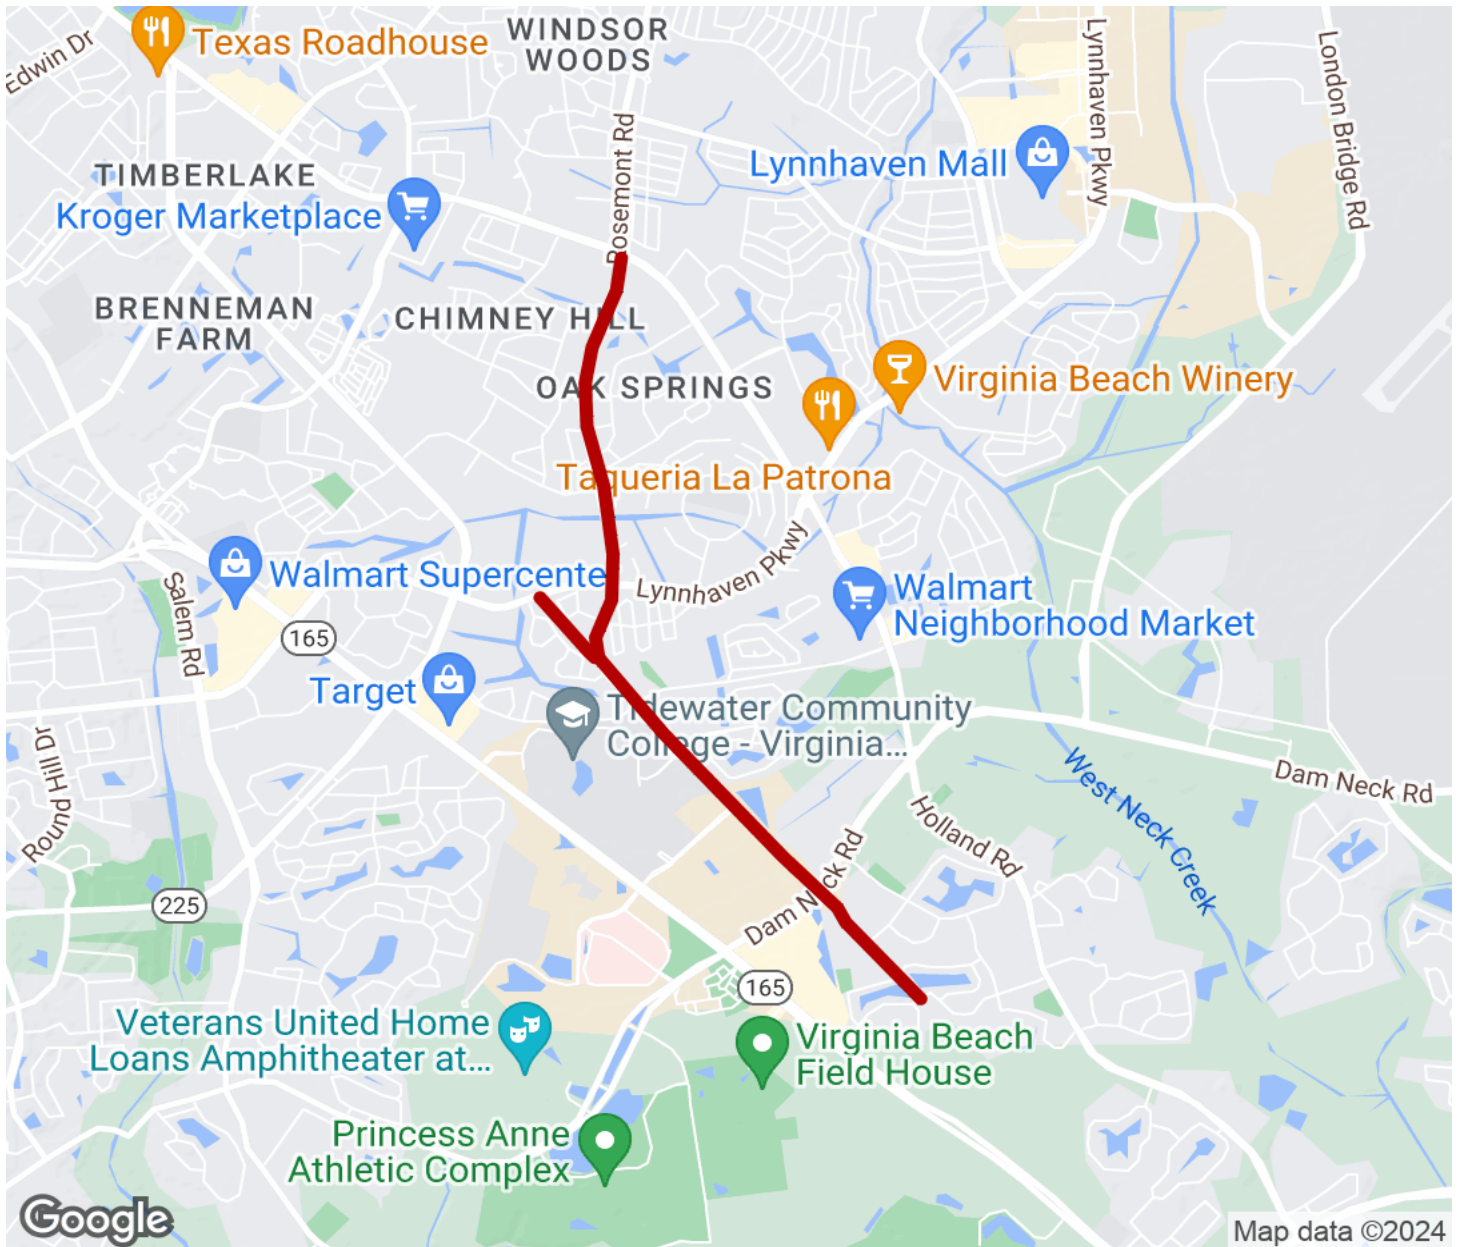 WINDSOR
WOODS
Edwin Dr
Texas Roadhouse
Lynnhaven Pkwy
London Bridge Rd
Rosemont Rd
Lynnhaven Mall
TIMBERLAKE
Kroger Marketplace
BRENNEMAN
FARM
CHIMNEY HILL
OAK SPRINGS
Virginia Beach Winery
Taqueria La Patrona
Walmart Supercente
Lynnhaven Pkwy
Walmart
Neighborhood Market
Salem Rd
165
Target
Tidewater Community
College - Virginia...
Round Hill Dr
West Neck Creek
Dam Neck Rd
Holland Rd
Dam Neck Rd
225
165
Veterans United Home
Loans Amphitheater at...
Virginia Beach
Field House
Princess Anne
Athletic Complex
Google
Map data ©2024